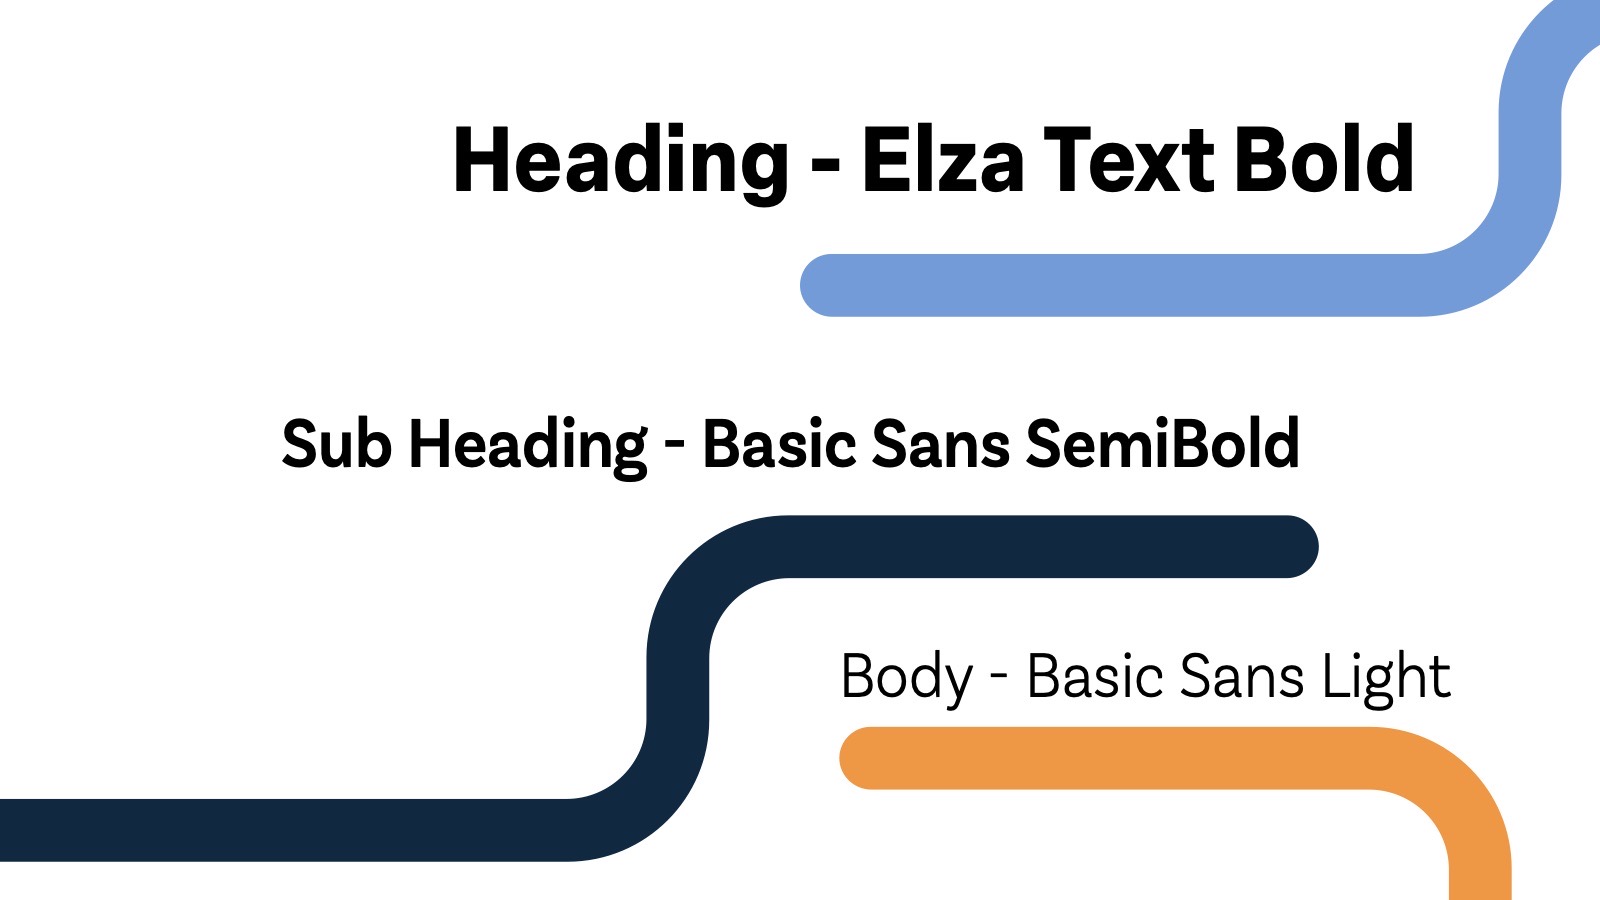 Heading - Elza Text Bold
Sub Heading - Basic Sans SemiBold
Body - Basic Sans Light